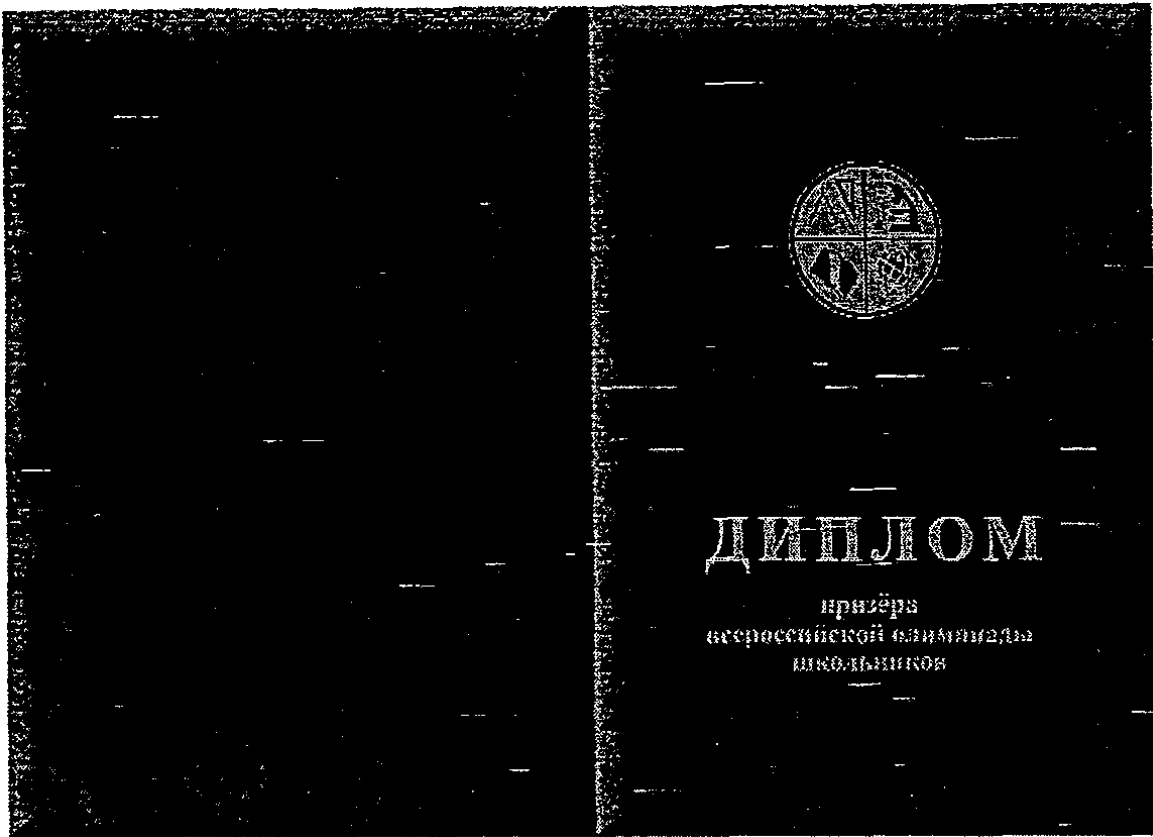 ДИПЛОМ
призёра
всероссийской олимпиады
школьников